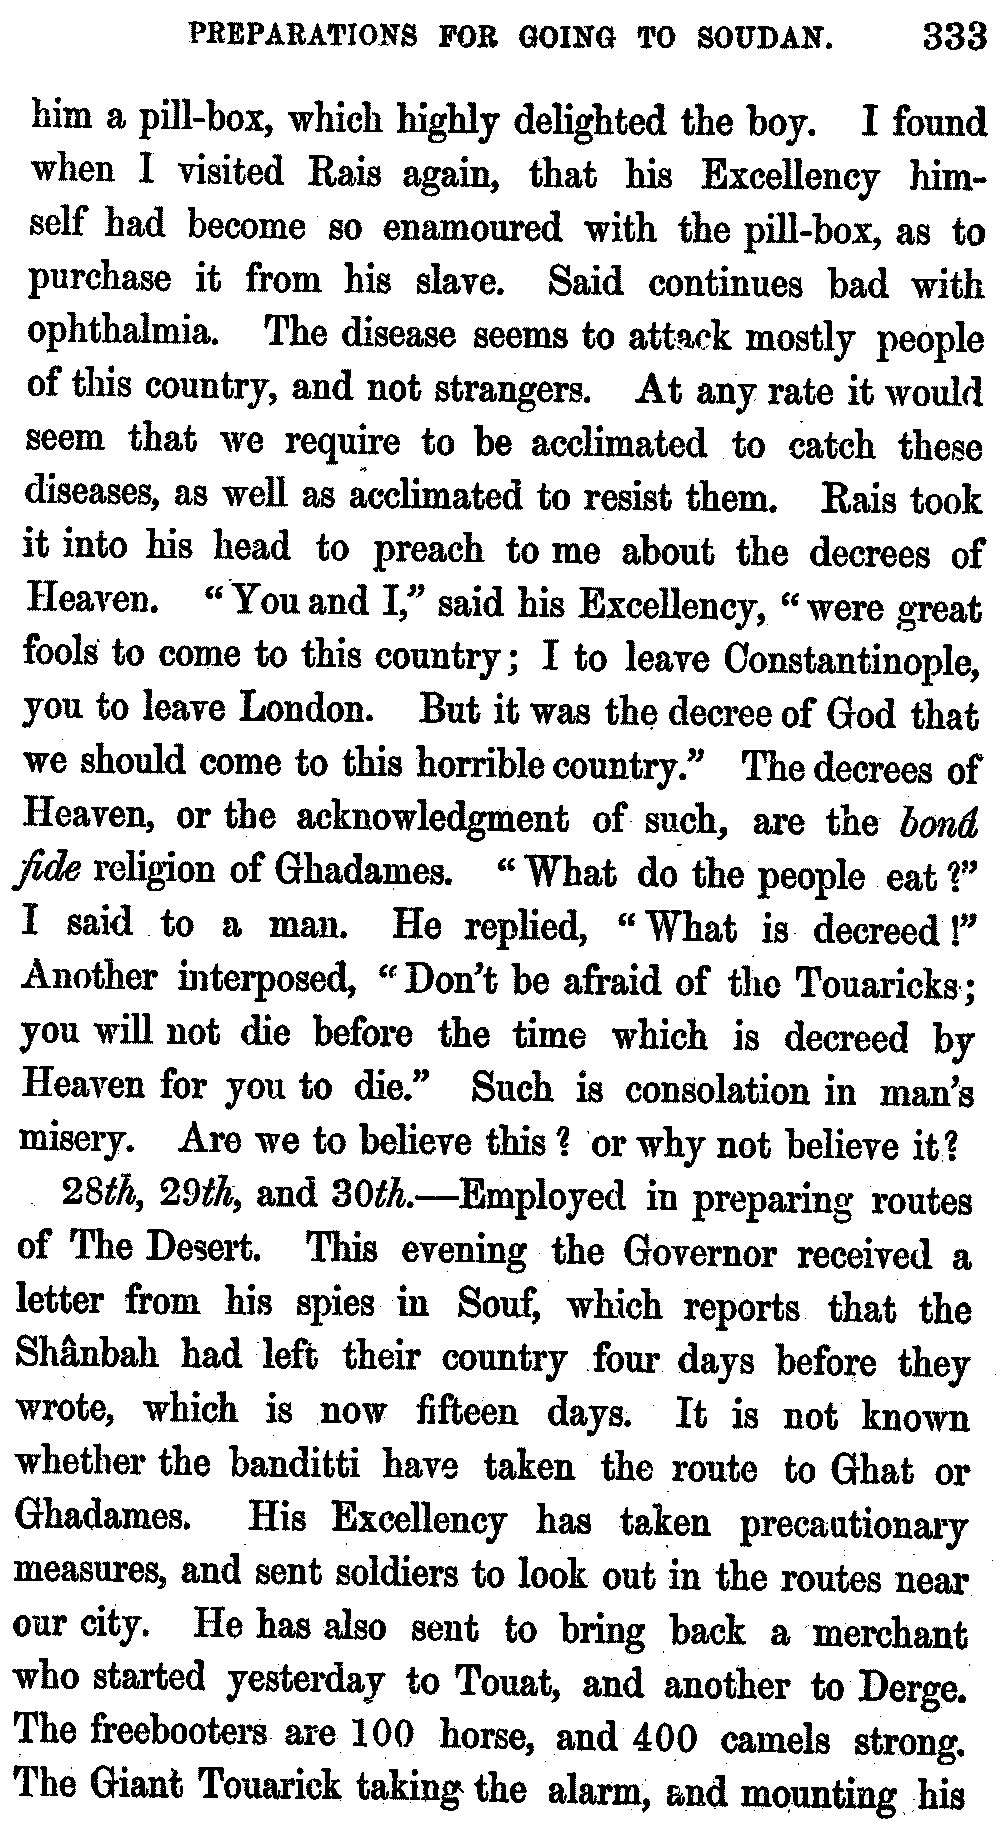 PREPARATIONS FOR GOING TO SOUDAN. 333
him a pill-box, which highly delighted the boy. I found
when I visited Rais again, that his Excellency him-
self had become so enamoured with the pill-box, as to
purchase it from his slave. Said continues bad with
ophthalmia. The disease seems to attack mostly people
of this country, and not strangers. At any rate it would
seem that we require to be acclimated to catch these
diseases, as well as acclimated to resist them. Rais took
it into his head to preach to me about the decrees of
Heaven. “You and I,” said his Excellency, “were great
fools to come to this country; I to leave Constantinople,
you to leave London. But it was the decree of God that
we should come to this horrible country.” The decrees of
Heaven, or the acknowledgment of such, are the bonâ
fide religion of Ghadames. “What do the people eat?”
I said to a man. He replied, “What is decreed!”
Another interposed, “Don't be afraid of the Touaricks;
you will not die before the time which is decreed by
Heaven for you to die.” Such is consolation in man's
misery. Are we to believe this? or why not believe it?
28th, 29th, and 30th.—Employed in preparing routes
of The Desert. This evening the Governor received a
letter from his spies in Souf, which reports that the
Shânbah had left their country four days before they
wrote, which is now fifteen days. It is not known
whether the banditti have taken the route to Ghat or
Ghadames. His Excellency has taken precautionary
measures, and sent soldiers to look out in the routes near
our city. He has also sent to bring back a merchant
who started yesterday to Touat, and another to Derge.
The freebooters are 100 horse, and 400 camels strong.
The Giant Touarick taking the alarm, and mounting his